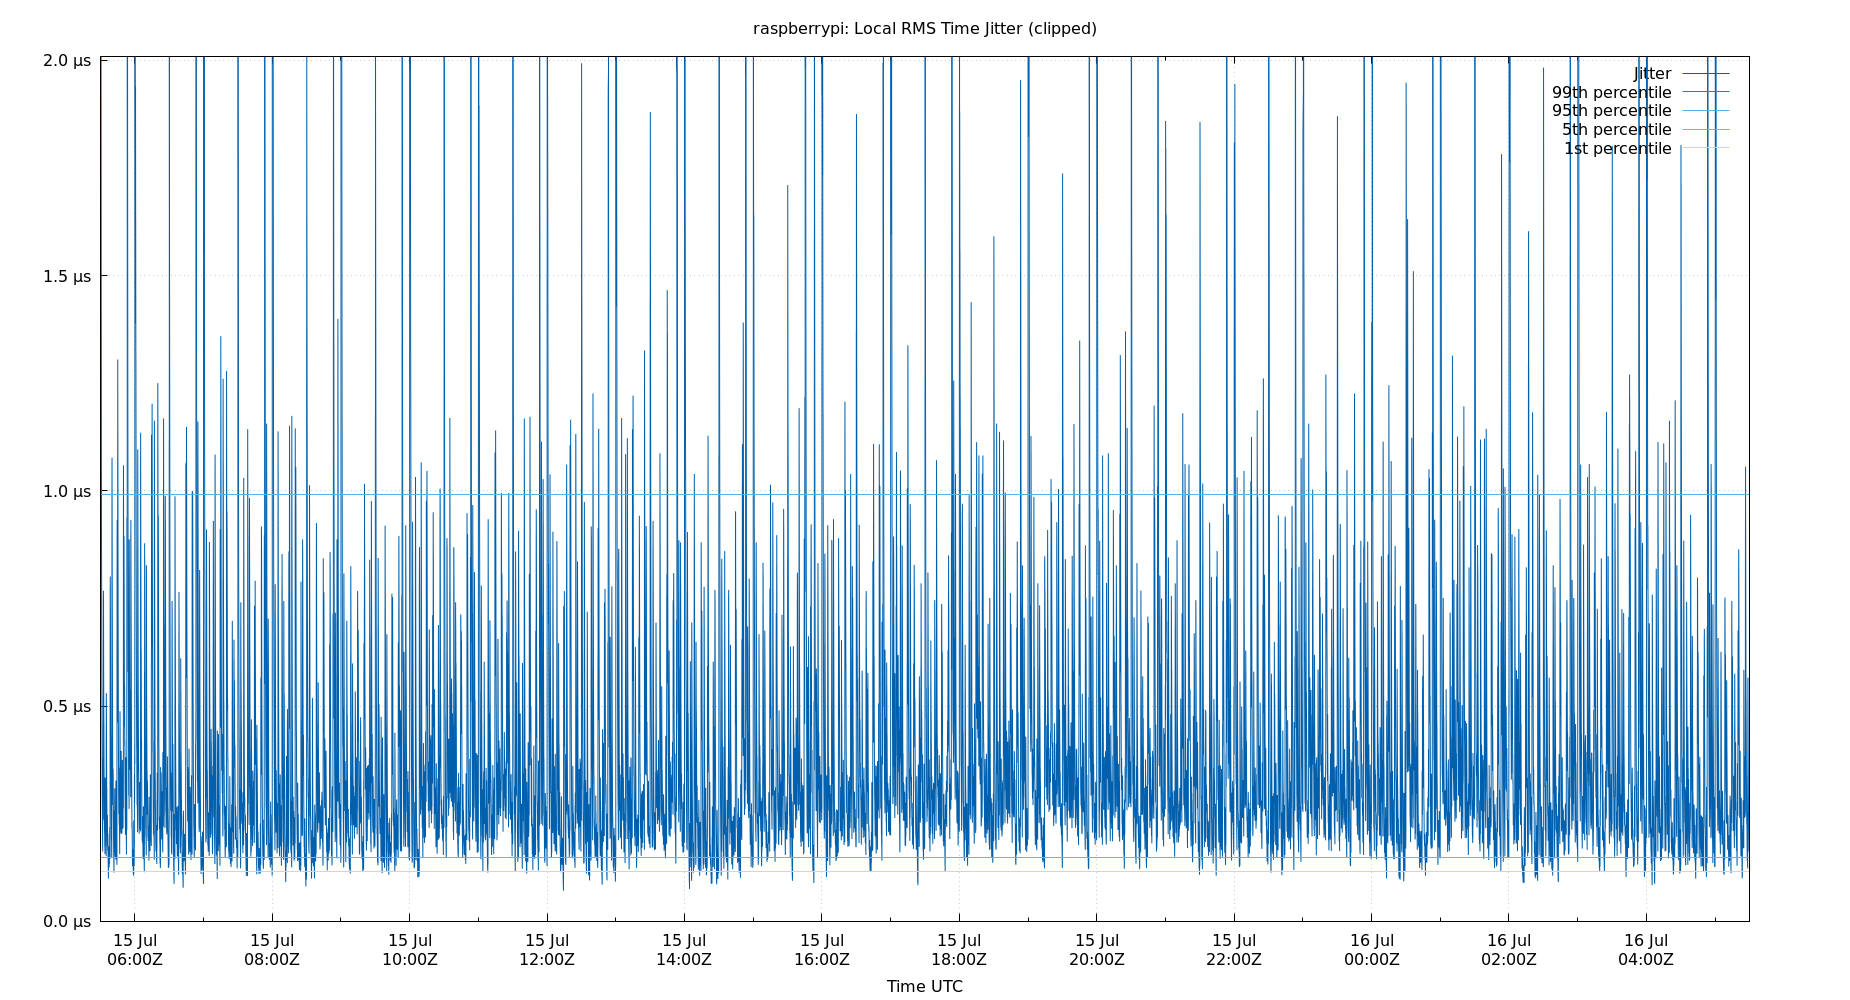 raspberrypi: Local RMS Time Jitter (clipped)
2.0 μs
1.5 μs
1.0 μs
0.5 μs
0.0 μs
Jitter
99th percentile
95th percentile
5th percentile
1st percentile
15 Jul 15 Jul 15 Jul 15 Jul 15 Jul 15 Jul 15 Jul 15 Jul 15 Jul 16 Jul 16 Jul 16 Jul
06:00Z 08:00Z 10:00Z 12:00Z 14:00Z 16:00Z 18:00Z 20:00Z 22:00Z 00:00Z 02:00Z 04:00Z
Time UTC